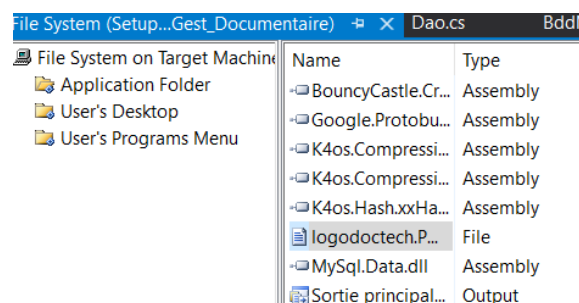 File System (Setup...Gest_Documentaire)
Dao.cs
Bddl
File System on Target Machine
Application Folder
User's Desktop
User's Programs Menu
Name Type
BouncyCastle.Cr... Assembly
Google.Protobu... Assembly
K4os.Compressi... Assembly
K4os.Compressi... Assembly
K4os.Hash.xxHa... Assembly
logodoctech.P... File
MySql.Data.dll Assembly
Sortie principal... Output